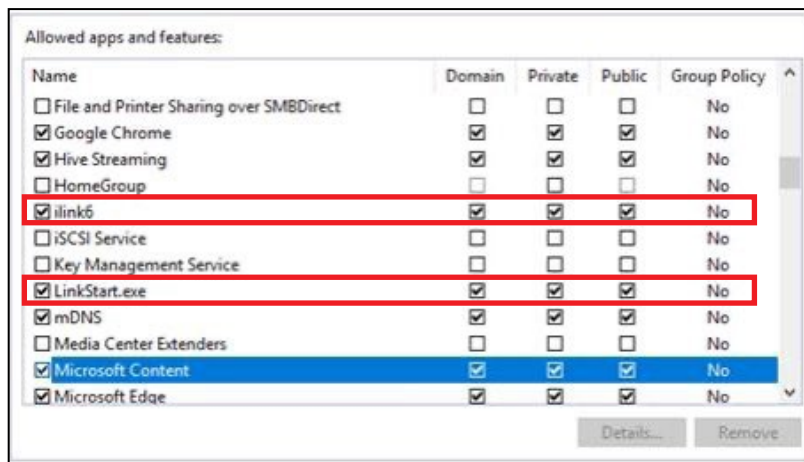 Allowed apps and features:
Name Domain Private Public Group Policy
File and Printer Sharing over SMBDirect No
Google Chrome No
Hive Streaming No
HomeGroup No
ilink6 No
iSCSI Service No
Key Management Service No
LinkStart.exe No
mDNS No
Media Center Extenders No
Microsoft Content No
Microsoft Edge No
Details... Remove